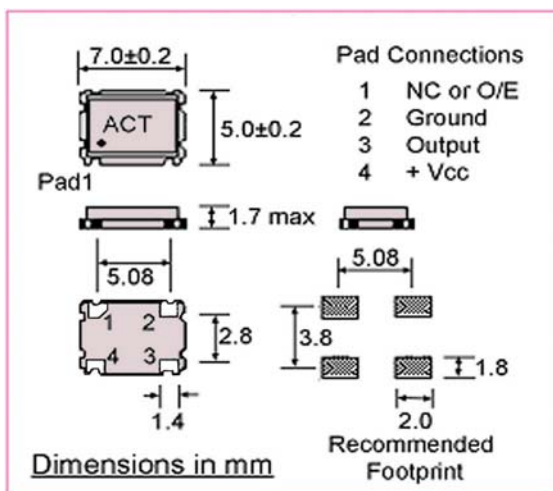 7.0±0.2
Pad Connections
1 NC or O/E
2 Ground
3 Output
4 + Vcc
ACT
5.0±0.2
Pad1
1.7 max
5.08
5.08
1 2
4 3
2.8
3.8
1.8
1.4
2.0
Recommended
Footprint
Dimensions in mm